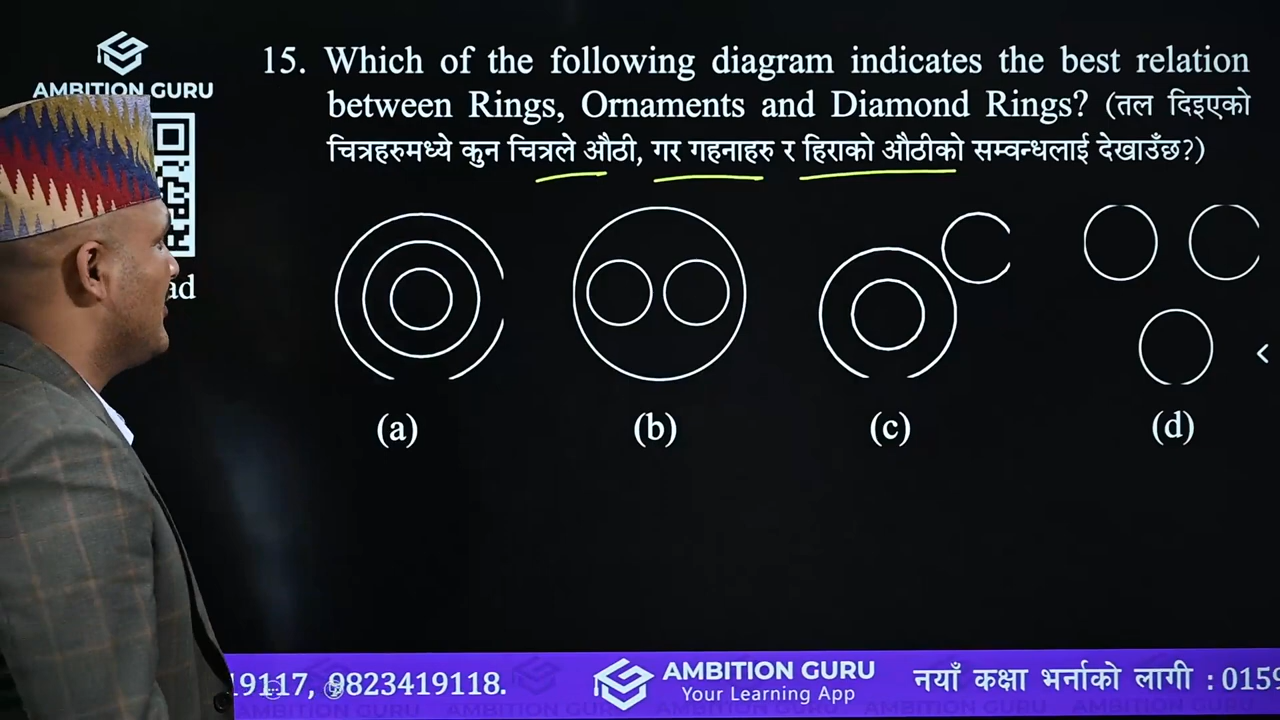 AMBITION GURU
15. Which of the following diagram indicates the best relation
between Rings, Ornaments and Diamond Rings? (तल दिइएको
चित्रहरुमध्ये कुन चित्रले औठी, गर गहनाहरु र हिराको औठीको सम्वन्धलाई देखाउँछ?)
ad
(a) (b) (c) (d)
19117, 9823419118.
AMBITION GURU
Your Learning App
नयाँ कक्षा भर्नाको लागी : 0159